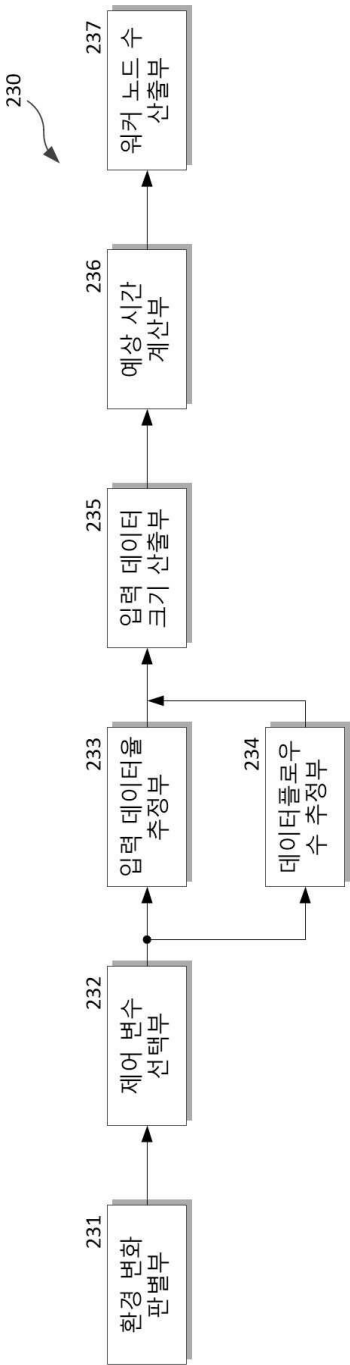 230
231
환경 변화
판별부
232
제어 변수
선택부
233
입력 데이터율
추정부
234
데이터플로우
수 추정부
235
입력 데이터
크기 산출부
236
예상 시간
계산부
237
워커 노드 수
산출부